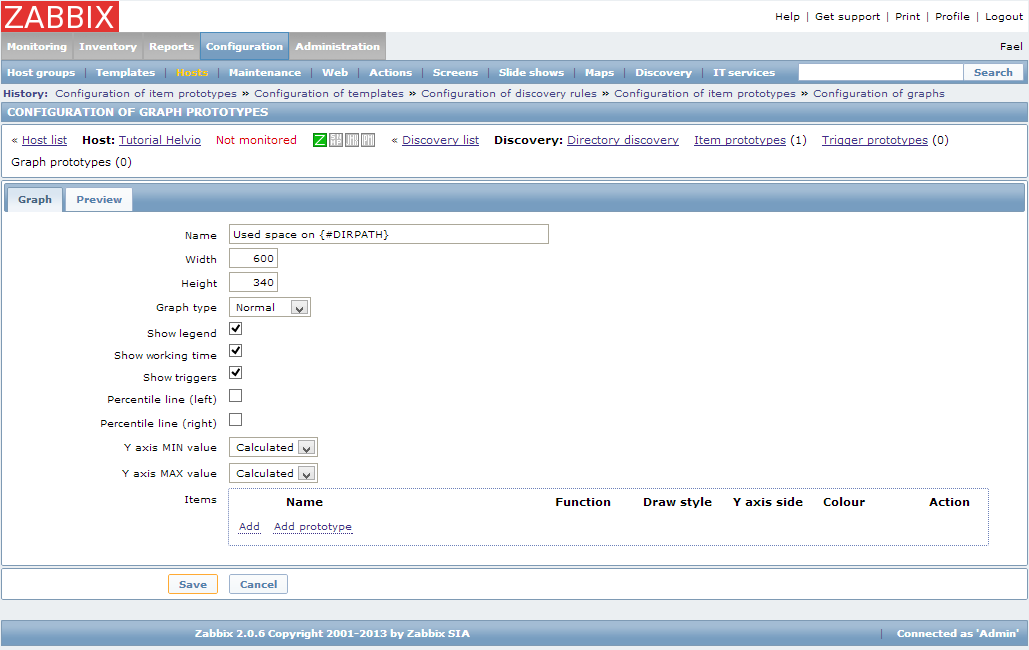 ZABBIX
Help | Get support | Print | Profile | Logout
Monitoring Inventory Reports Configuration Administration Fael
Host groups | Templates | Hosts | Maintenance | Web | Actions | Screens | Slide shows | Maps | Discovery | IT services Search
History: Configuration of item prototypes » Configuration of templates » Configuration of discovery rules » Configuration of item prototypes » Configuration of graphs
CONFIGURATION OF GRAPH PROTOTYPES
« Host list Host: Tutorial Helvio Not monitored Z « Discovery list Discovery: Directory discovery Item prototypes (1) Trigger prototypes (0)
Graph prototypes (0)
Graph Preview
Name Used space on {#DIRPATH}
Width 600
Height 340
Graph type Normal
Show legend
Show working time
Show triggers
Percentile line (left)
Percentile line (right)
Y axis MIN value Calculated
Y axis MAX value Calculated
Items Name Function Draw style Y axis side Colour Action
Add Add prototype
Save Cancel
Zabbix 2.0.6 Copyright 2001-2013 by Zabbix SIA | Connected as 'Admin'